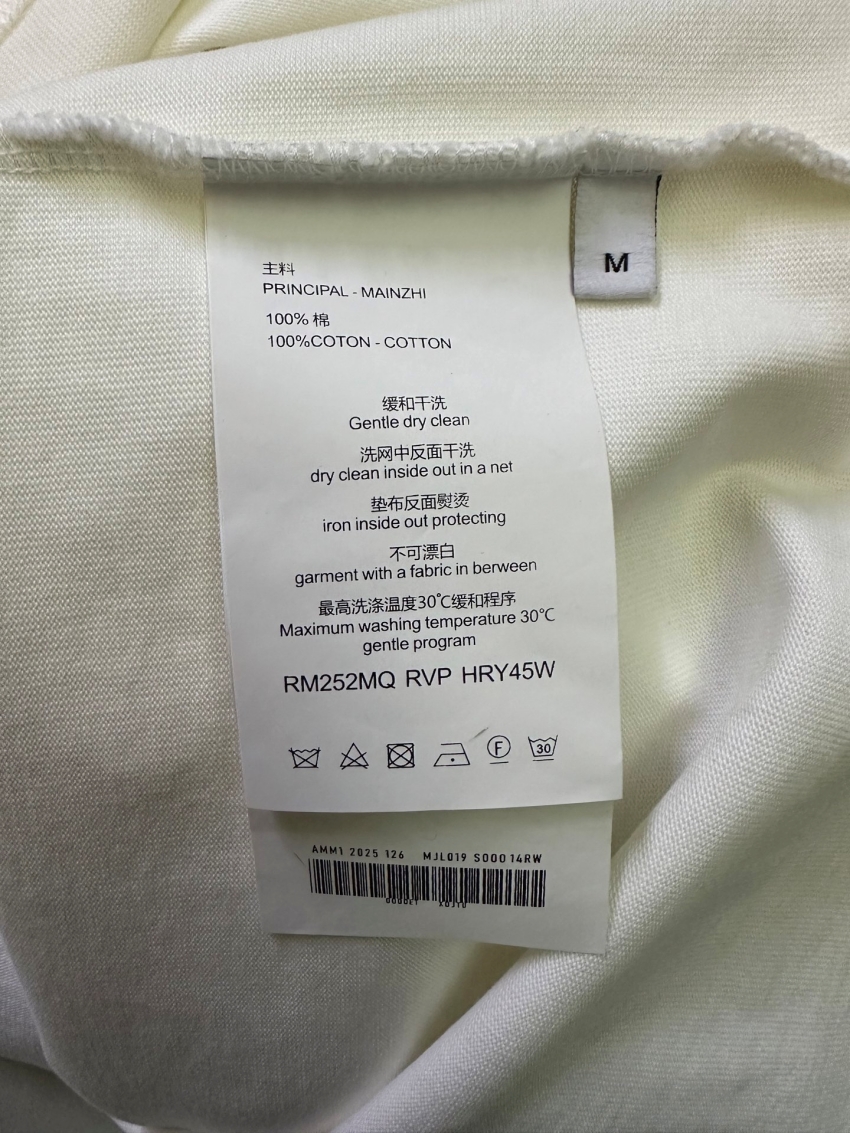 M
主料
PRINCIPAL - MAINZHI
100% 棉
100%COTON - COTTON
缓和干洗
Gentle dry clean
洗网中反面干洗
dry clean inside out in a net
垫布反面熨烫
iron inside out protecting
不可漂白
garment with a fabric in berween
最高洗涤温度30℃缓和程序
Maximum washing temperature 30℃
gentle program
RM252MQ RVP HRY45W
F 30
AMM1 2025 126 MJL019 S00014RW